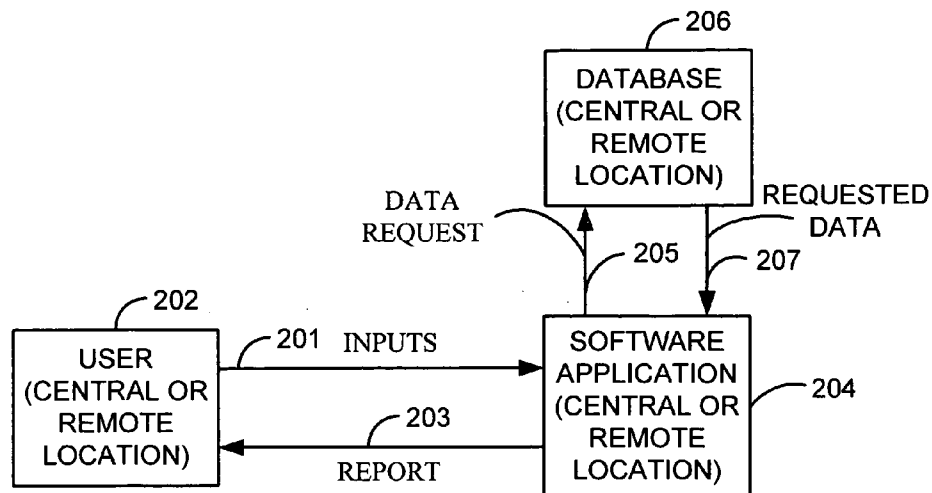 206
DATABASE
(CENTRAL OR
REMOTE
LOCATION)
DATA
REQUEST
REQUESTED
DATA
205
207
202
USER
(CENTRAL OR
REMOTE
LOCATION)
201
INPUTS
203
REPORT
SOFTWARE
APPLICATION
(CENTRAL OR
REMOTE
LOCATION)
204